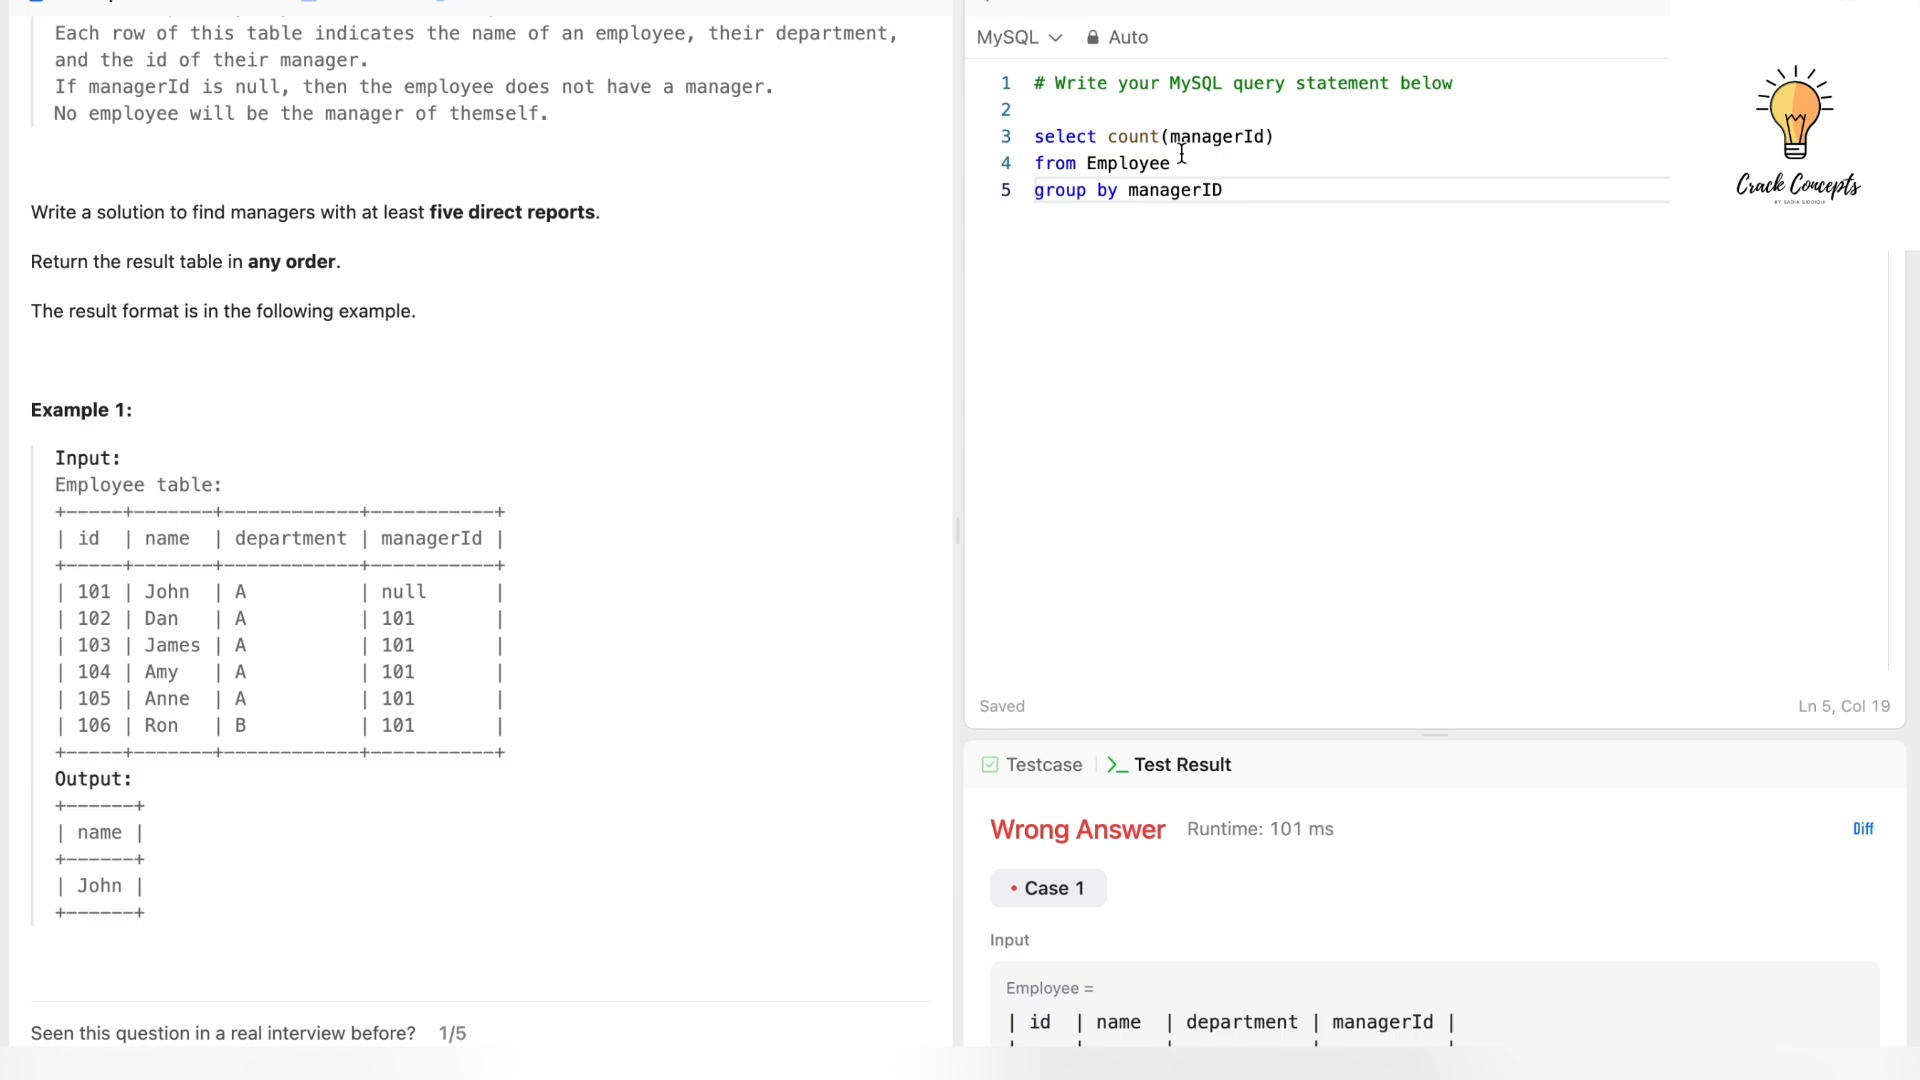 Each row of this table indicates the name of an employee, their department,
and the id of their manager.
If managerId is null, then the employee does not have a manager.
No employee will be the manager of themself.
Write a solution to find managers with at least five direct reports.
Return the result table in any order.
The result format is in the following example.
Example 1:
Input:
Employee table:
+-----+-------+------------+-----------+
| id  | name  | department | managerId |
+-----+-------+------------+-----------+
| 101 | John  | A          | null      |
| 102 | Dan   | A          | 101       |
| 103 | James | A          | 101       |
| 104 | Amy   | A          | 101       |
| 105 | Anne  | A          | 101       |
| 106 | Ron   | B          | 101       |
+-----+-------+------------+-----------+
Output:
+------+
| name |
+------+
| John |
+------+
Seen this question in a real interview before? 1/5
MySQL Auto
1 # Write your MySQL query statement below
2
3 select count(managerId)
4 from Employee
5 group by managerID
Saved Ln 5, Col 19
Testcase >_ Test Result
Wrong Answer Runtime: 101 ms Diff
• Case 1
Input
Employee =
| id | name | department | managerId |
Crack Concepts
BY SADIA SIDDIQUI